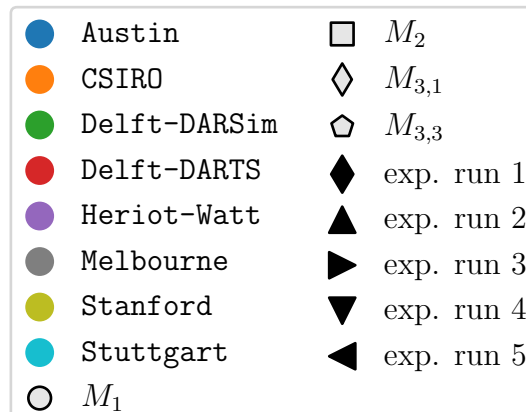 Austin
CSIRO
Delft-DARSim
Delft-DARTS
Heriot-Watt
Melbourne
Stanford
Stuttgart
M₁
M₂
M₃,₁
M₃,₃
exp. run 1
exp. run 2
exp. run 3
exp. run 4
exp. run 5